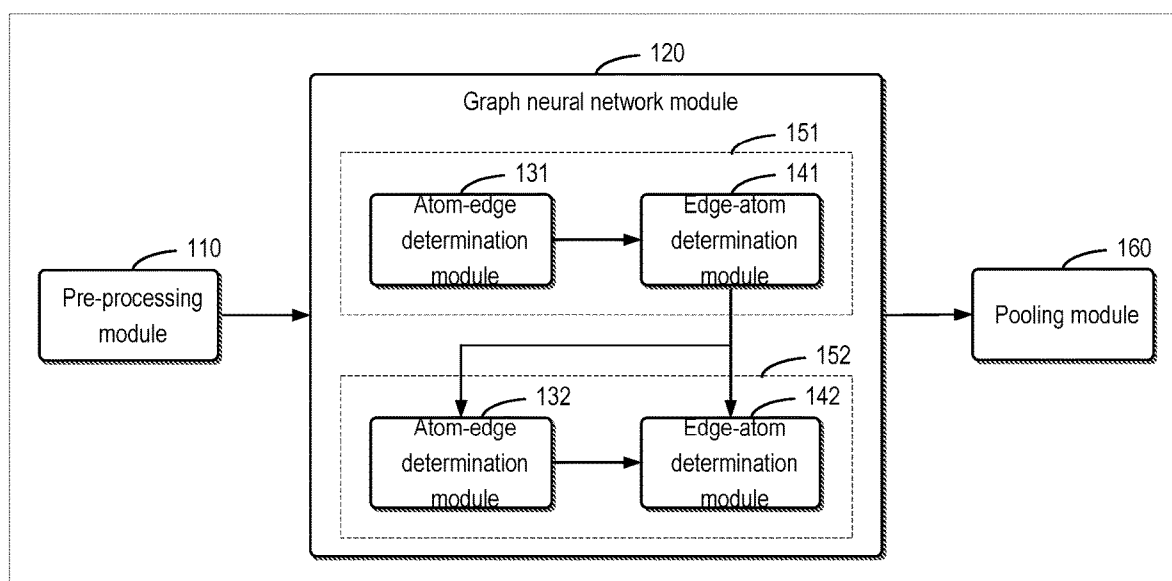 120
Graph neural network module
151
131
141
Atom-edge
determination
module
Edge-atom
determination
module
110
Pre-processing
module
160
Pooling module
152
132
142
Atom-edge
determination
module
Edge-atom
determination
module